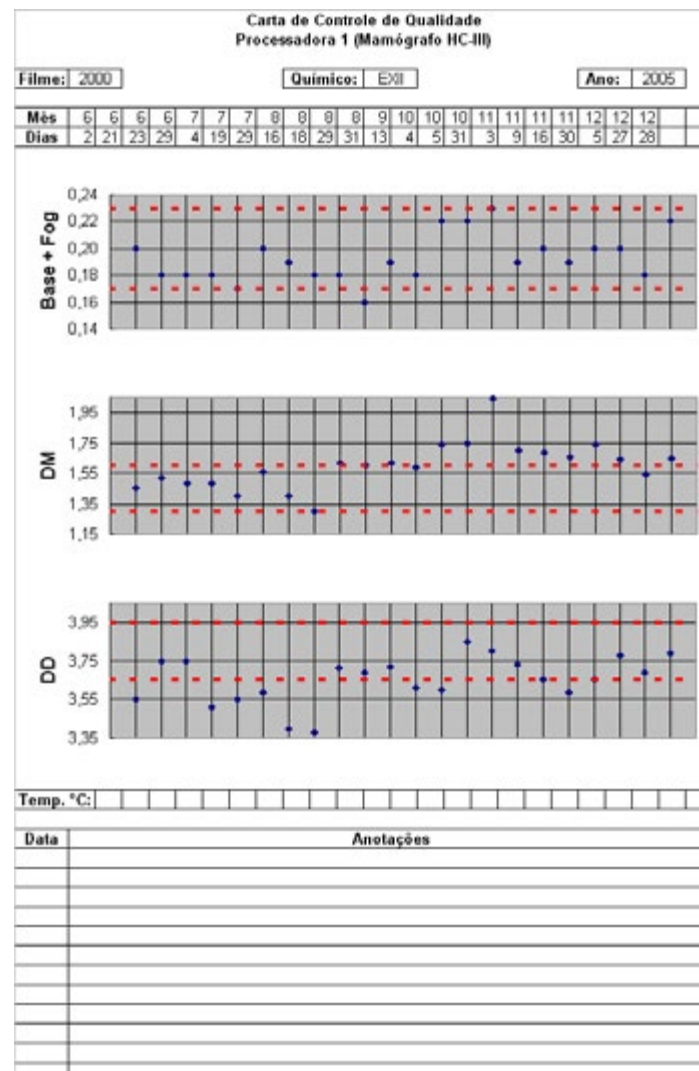 Carta de Controle de Qualidade
Processadora 1 (Mamógrafo HC-III)
Filme: 2000 Químico: EXII Ano: 2005
Mês 6 6 6 6 7 7 7 8 8 8 8 9 10 10 10 11 11 11 11 12 12 12
Dias 2 21 23 29 4 19 29 16 18 29 31 13 4 5 31 3 9 16 30 5 27 28
Base + Fog
0,24
0,22
0,20
0,18
0,16
0,14
DM
1,95
1,75
1,55
1,35
1,15
DD
3,95
3,75
3,55
3,35
Temp. °C:
Data Anotações